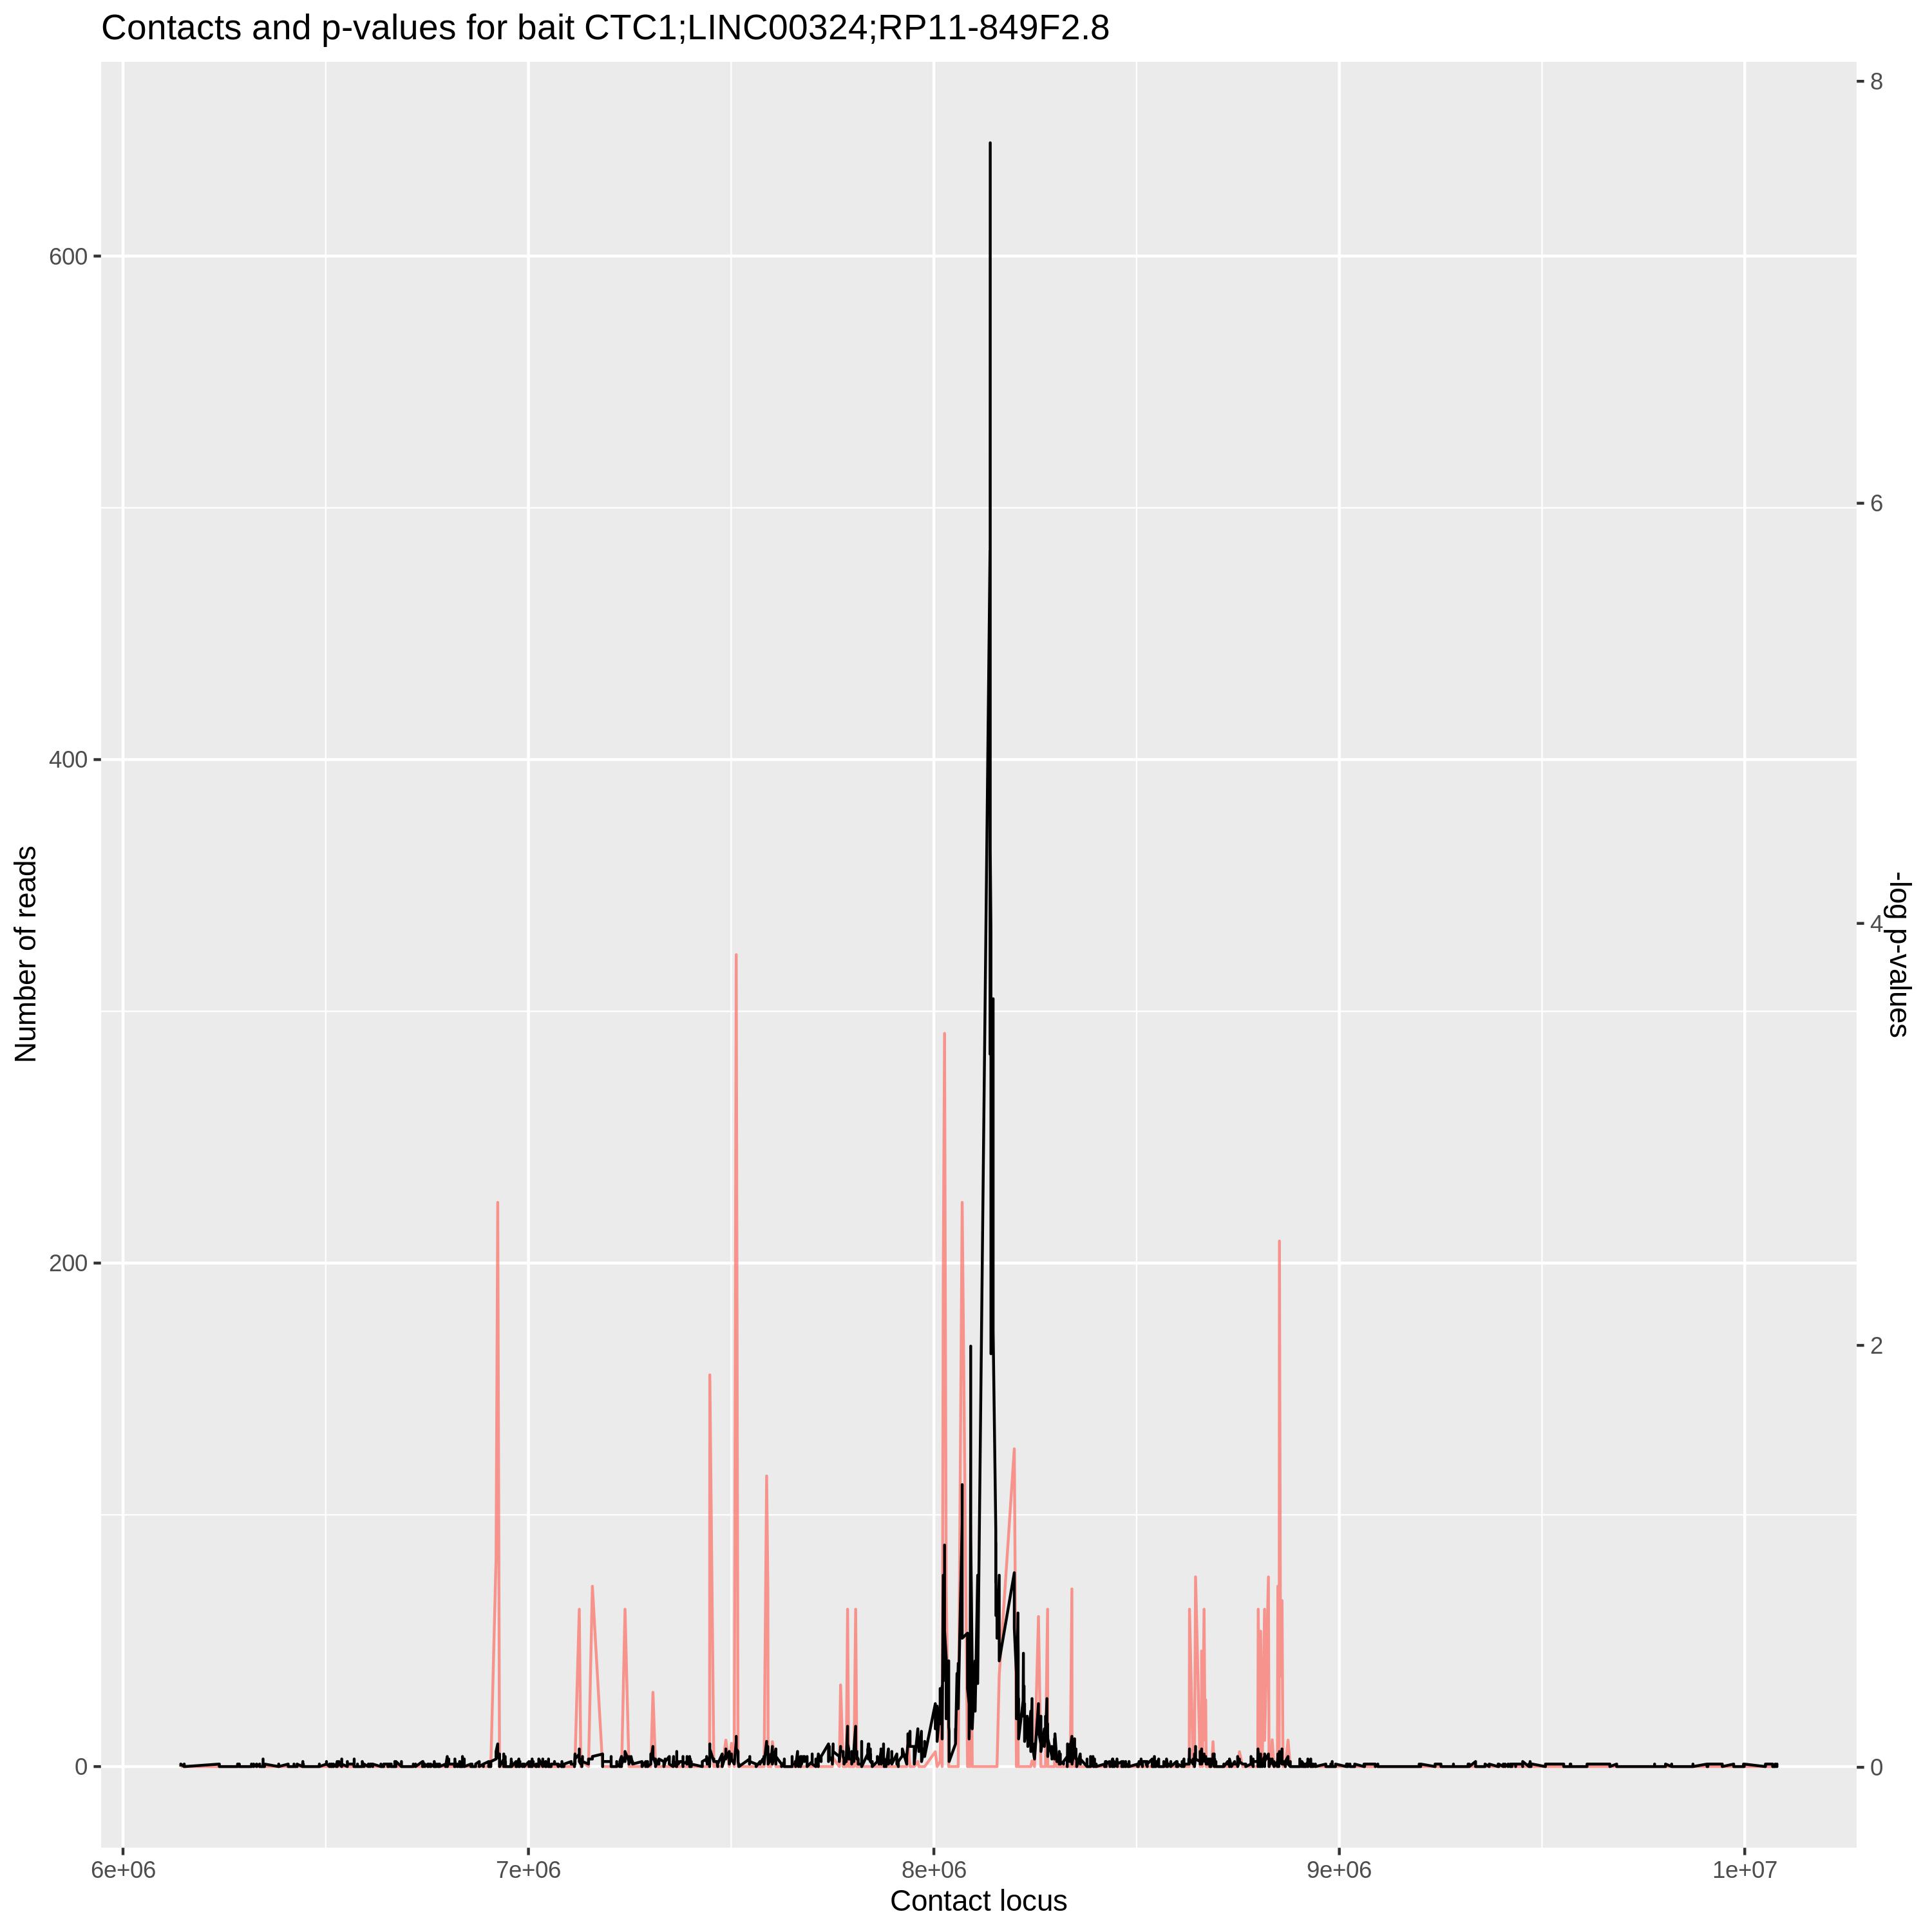 Contacts and p-values for bait CTC1;LINC00324;RP11-849F2.8
Number of reads
600
400
200
0
8
6
4
2
0
-log p-values
6e+06
7e+06
8e+06
9e+06
1e+07
Contact locus